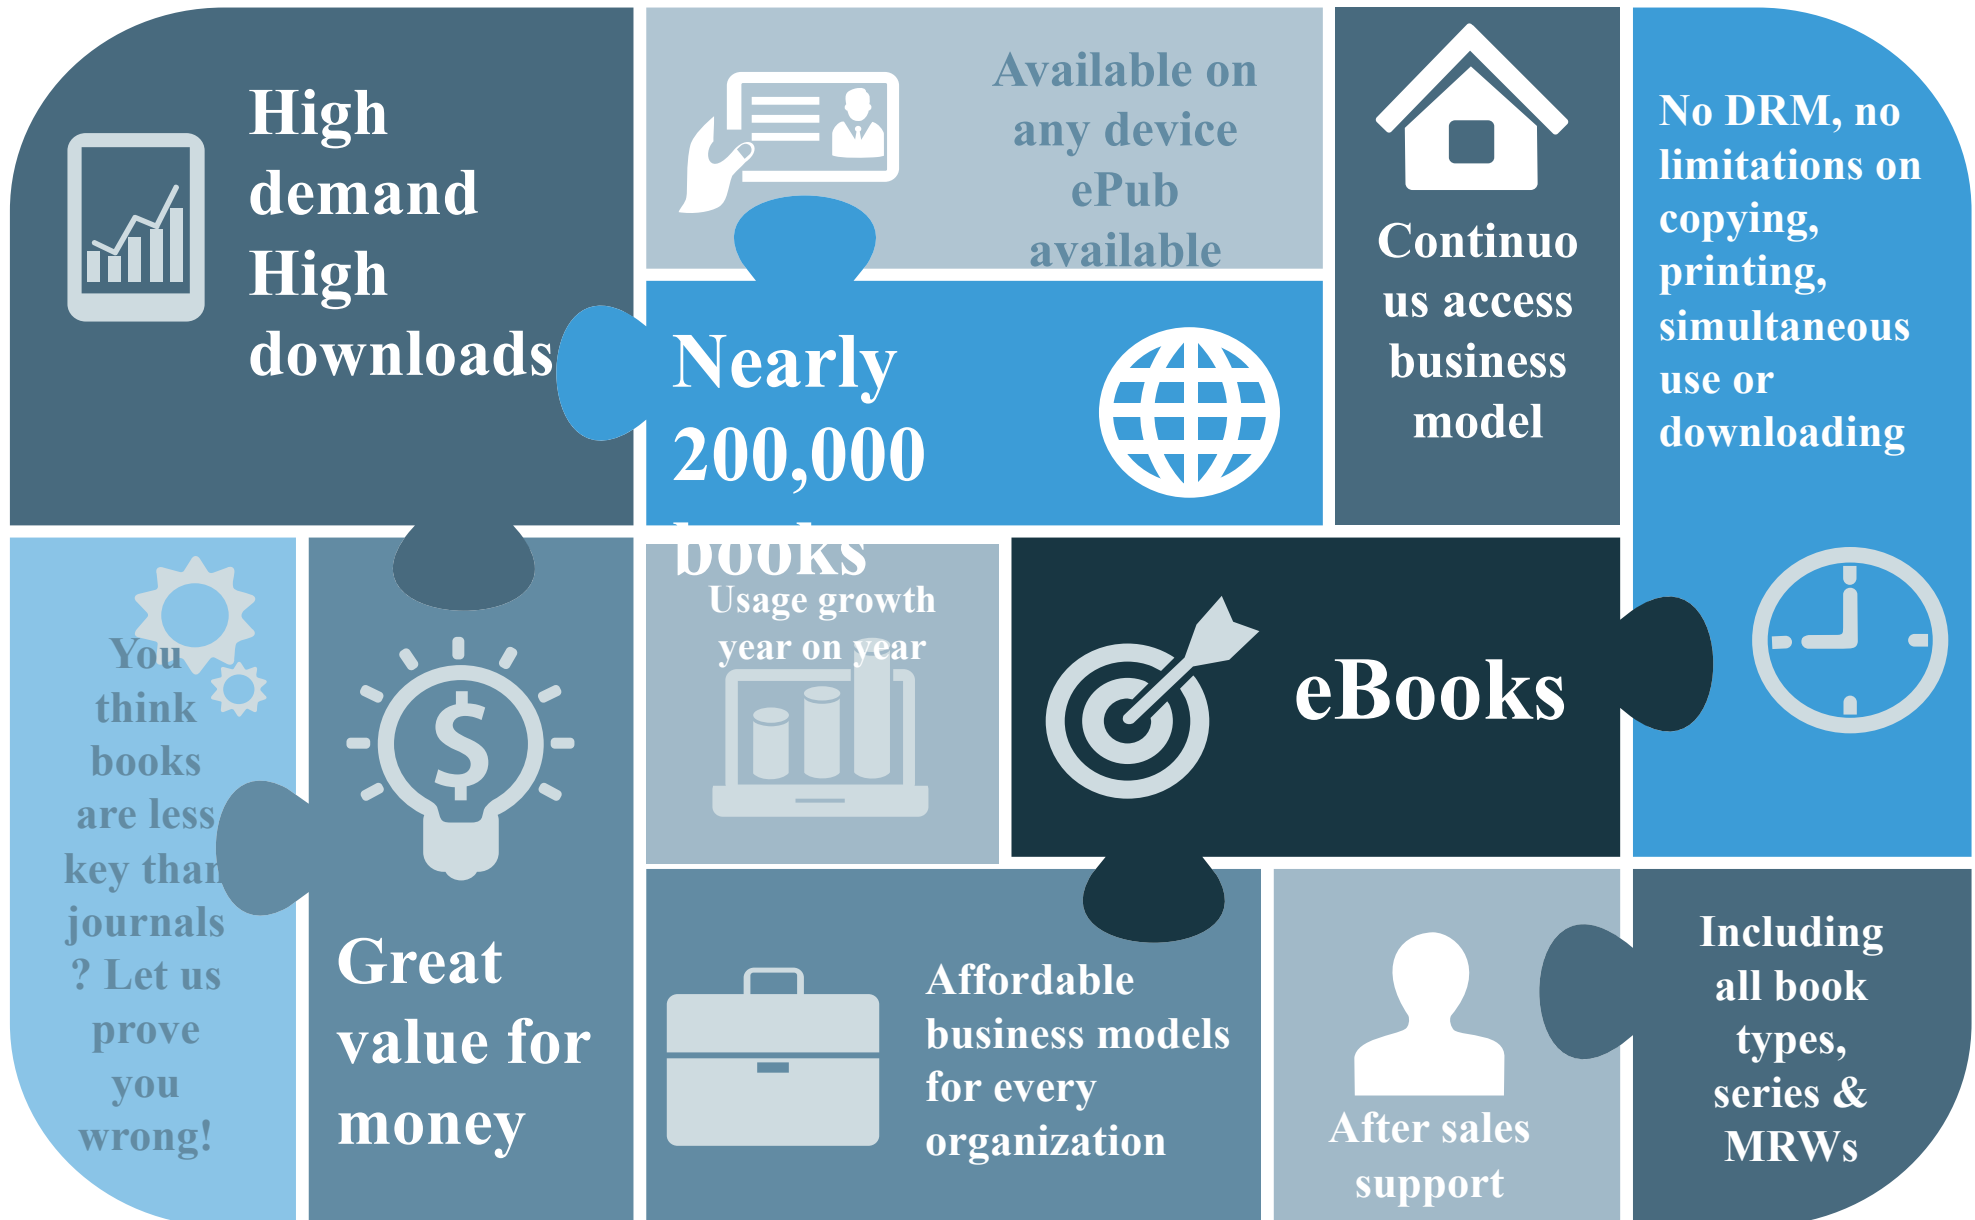 High
demand
High
downloads
Available on
any device
ePub
available
Continuo
us access
business
model
No DRM, no
limitations on
copying,
printing,
simultaneous
use or
downloading
Nearly
200,000
books
You
think
books
are less
key than
journals
? Let us
prove
you
wrong!
Great
value for
money
$
Usage growth
year on year
eBooks
Affordable
business models
for every
organization
After sales
support
Including
all book
types,
series &
MRWs